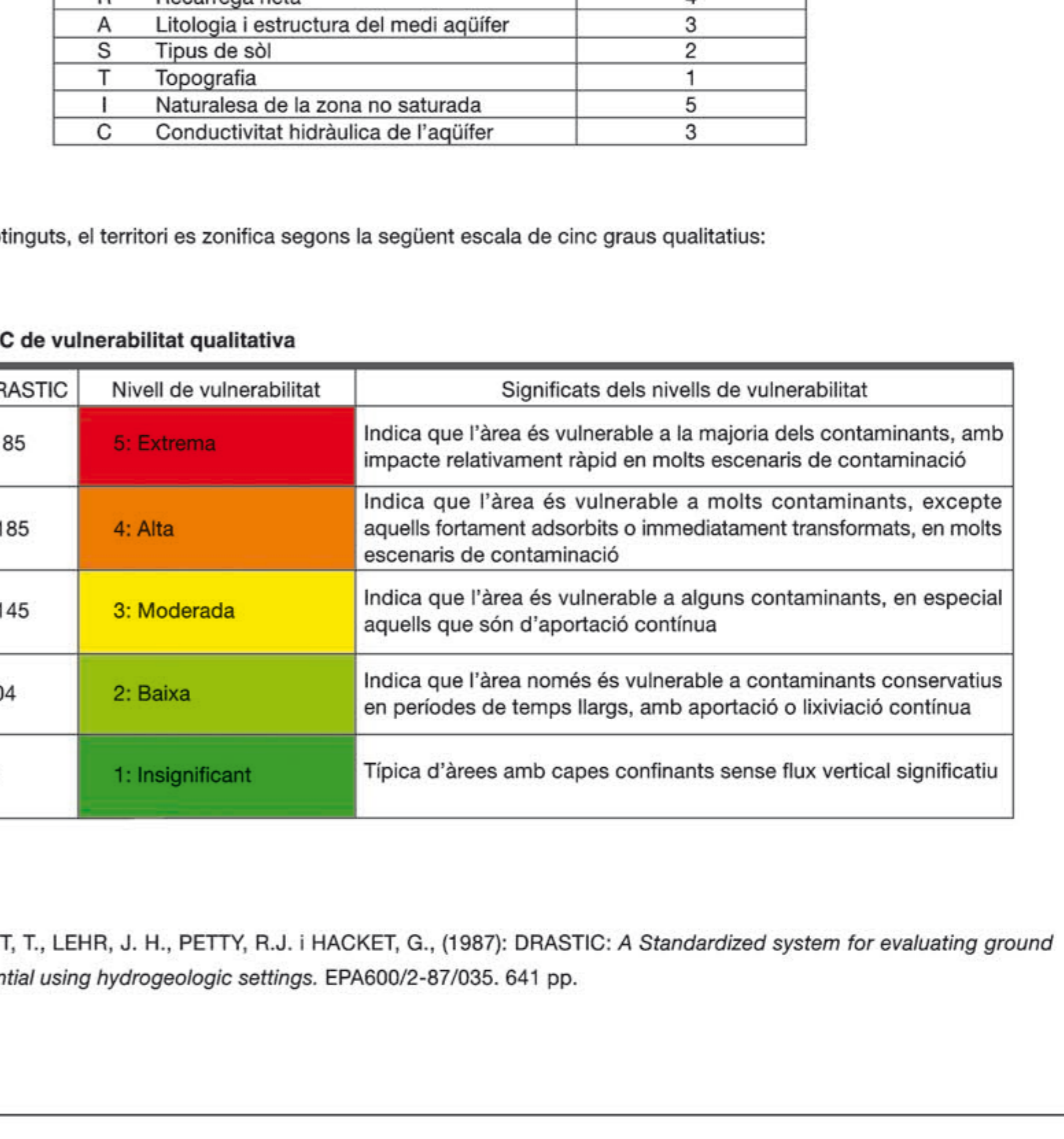 A Litologia i estructura del medi aqüífer 3
S Tipus de sòl 2
T Topografia 1
I Naturalesa de la zona no saturada 5
C Conductivitat hidràulica de l'aqüífer 3
tinguts, el territori es zonifica segons la següent escala de cinc graus qualitatius:
C de vulnerabilitat qualitativa
RASTIC Nivell de vulnerabilitat Significats dels nivells de vulnerabilitat
85 5: Extrema Indica que l'àrea és vulnerable a la majoria dels contaminants, amb
impacte relativament ràpid en molts escenaris de contaminació
185 4: Alta Indica que l'àrea és vulnerable a molts contaminants, excepte
aquells fortament adsorbits o immediatament transformats, en molts
escenaris de contaminació
145 3: Moderada Indica que l'àrea és vulnerable a alguns contaminants, en especial
aquells que són d'aportació contínua
04 2: Baixa Indica que l'àrea només és vulnerable a contaminants conservatius
en períodes de temps llargs, amb aportació o lixiviació contínua
1: Insignificant Típica d'àrees amb capes confinants sense flux vertical significatiu
T, T., LEHR, J. H., PETTY, R.J. i HACKET, G., (1987): DRASTIC: A Standardized system for evaluating ground
ntial using hydrogeologic settings. EPA600/2-87/035. 641 pp.